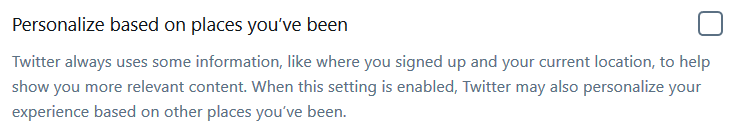 Personalize based on places you’ve been
Twitter always uses some information, like where you signed up and your current location, to help
show you more relevant content. When this setting is enabled, Twitter may also personalize your
experience based on other places you’ve been.